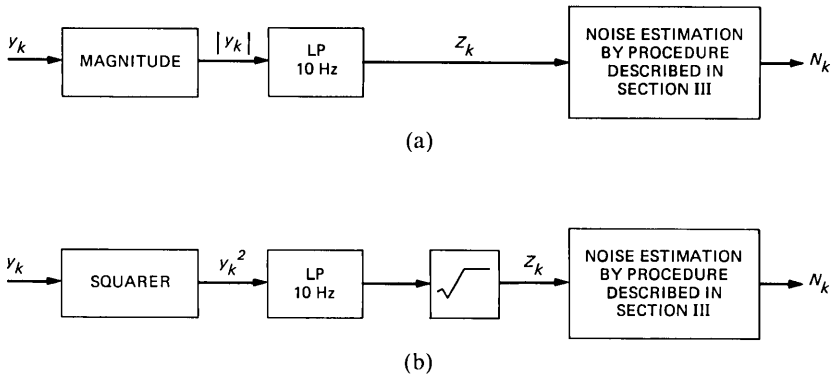 y_k
MAGNITUDE
|y_k|
LP
10 Hz
Z_k
NOISE ESTIMATION
BY PROCEDURE
DESCRIBED IN
SECTION III
N_k
(a)
y_k
SQUARER
y_k^2
LP
10 Hz
√
Z_k
NOISE ESTIMATION
BY PROCEDURE
DESCRIBED IN
SECTION III
N_k
(b)